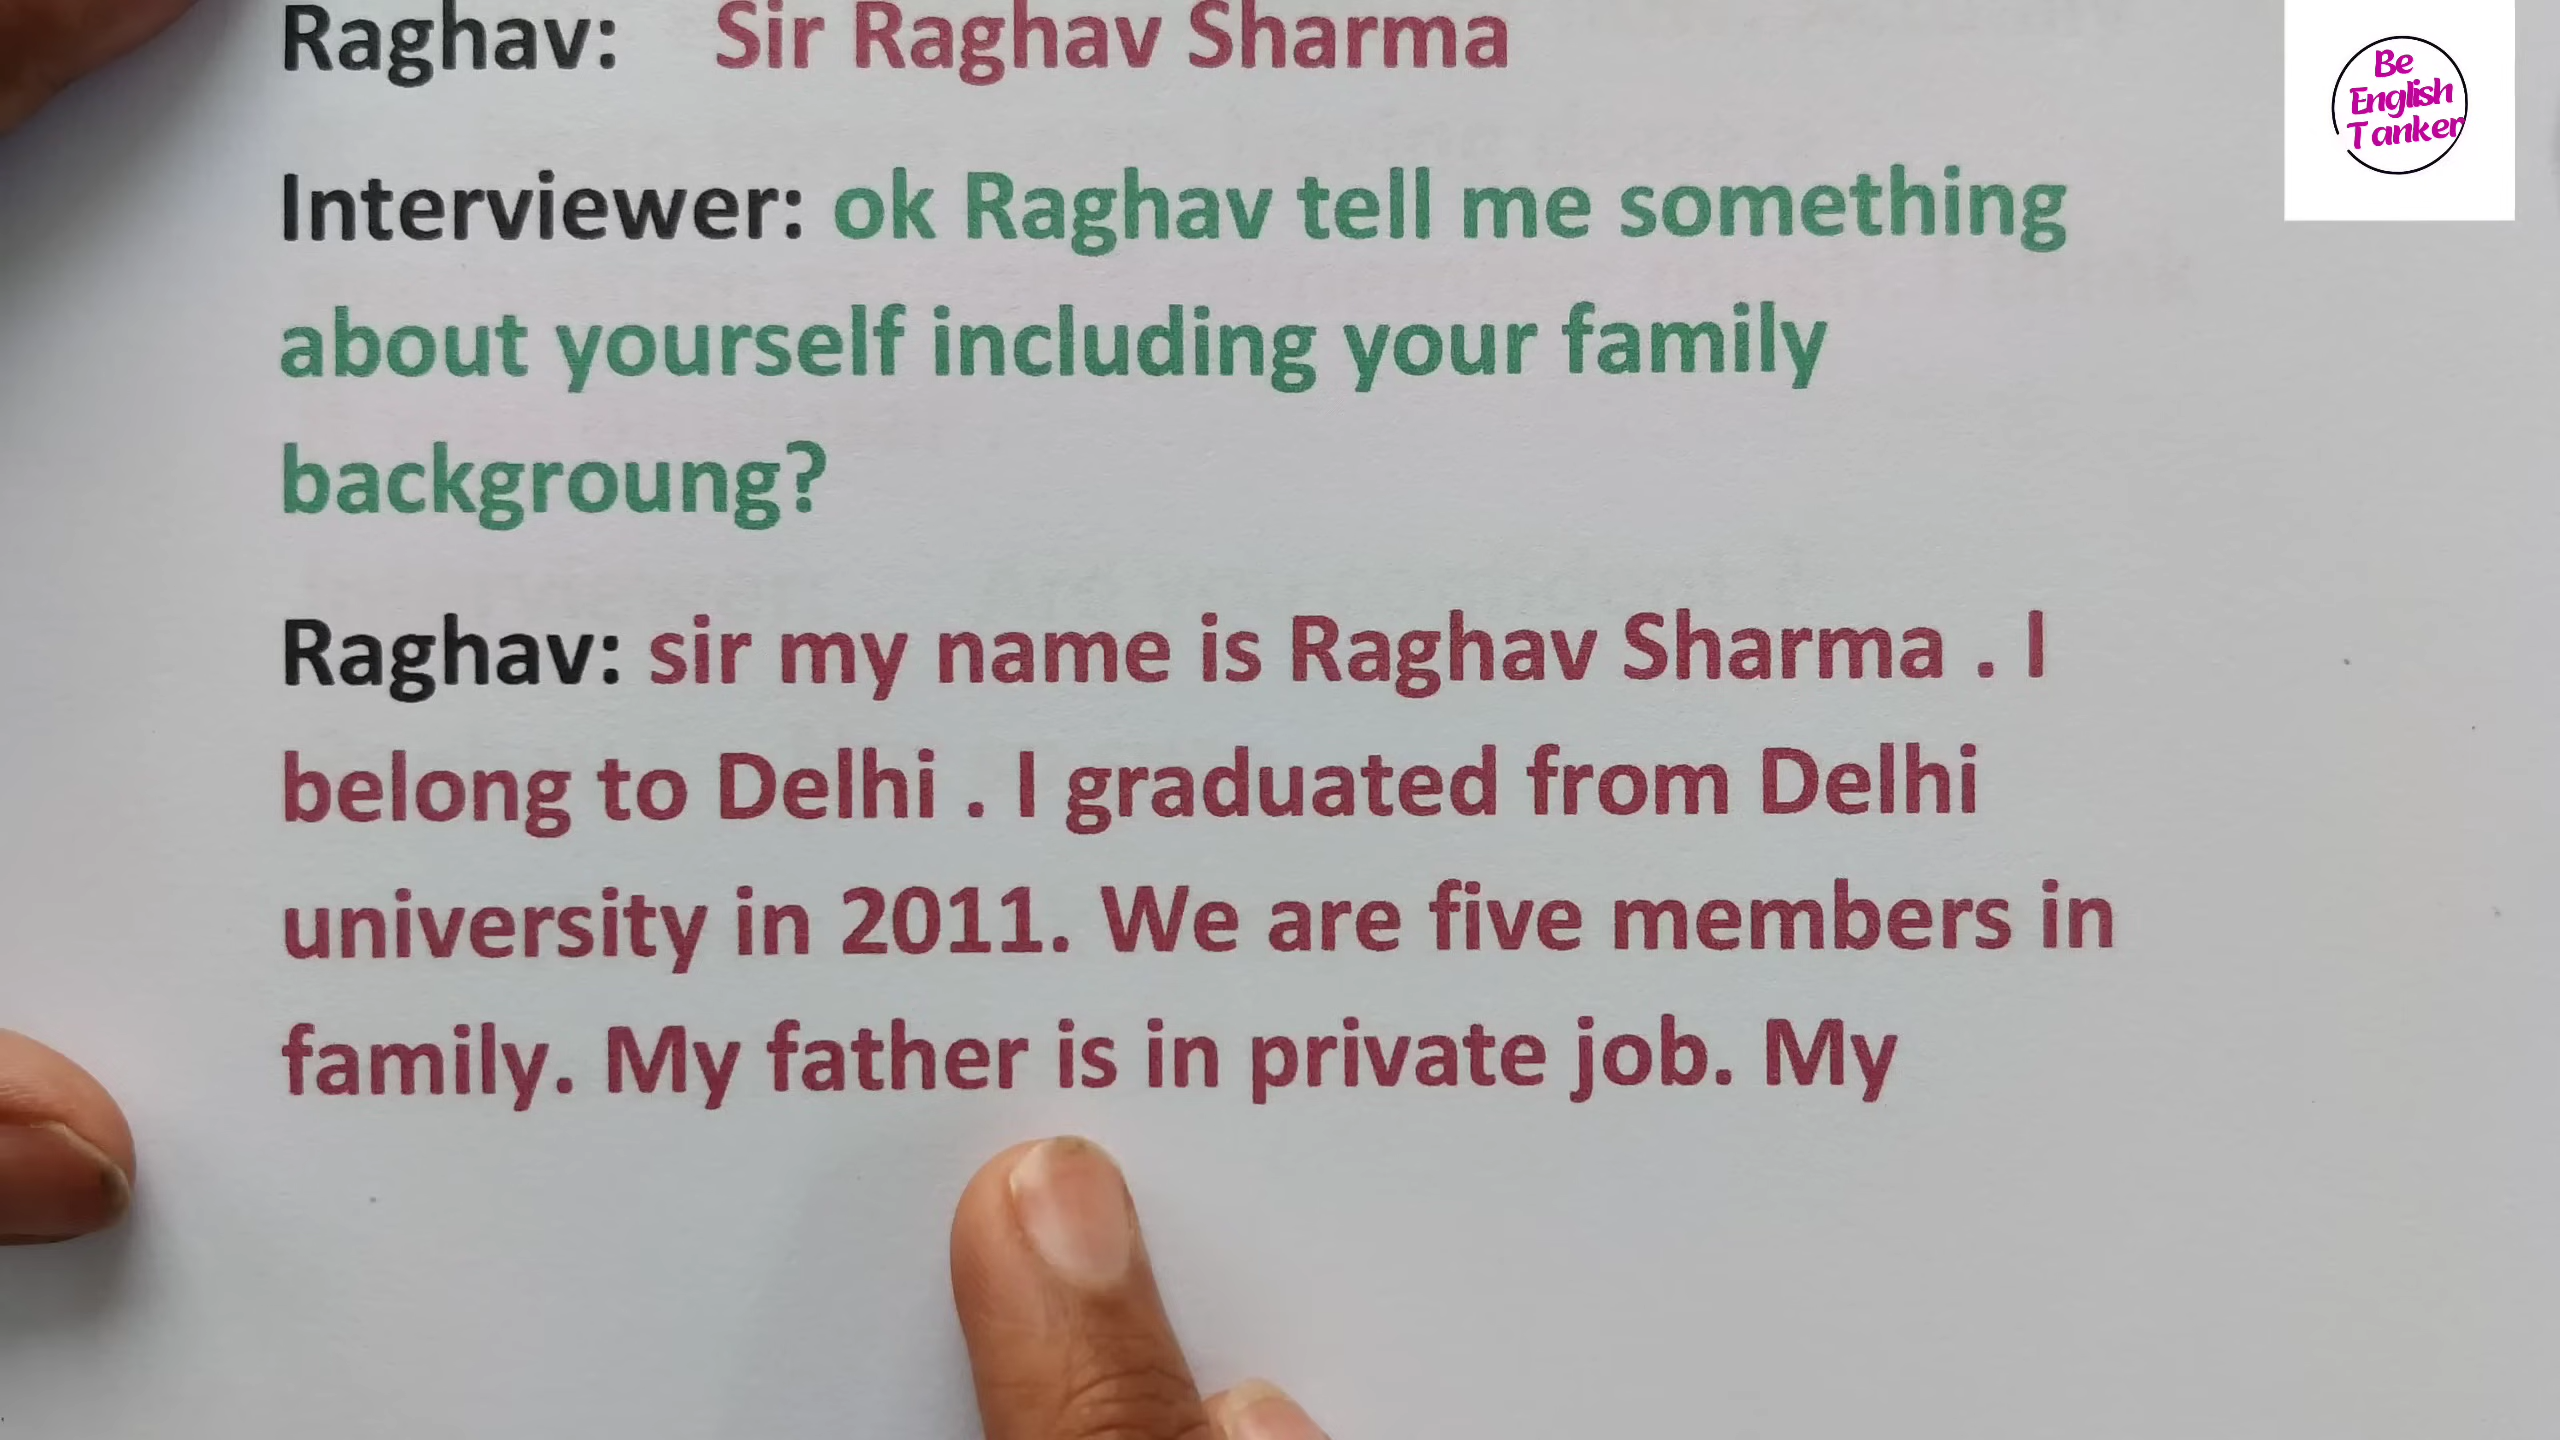 Raghav: Sir Raghav Sharma
Interviewer: ok Raghav tell me something
about yourself including your family
backgroung?
Raghav: sir my name is Raghav Sharma . I
belong to Delhi . I graduated from Delhi
university in 2011. We are five members in
family. My father is in private job. My
Be
English
Tanker